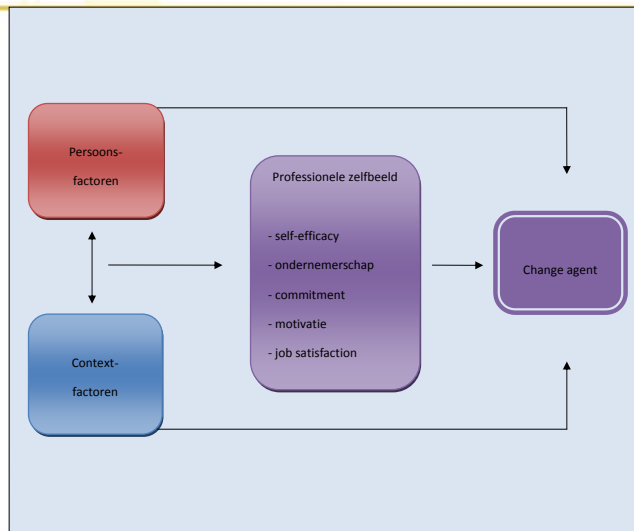 Persoons-
factoren
Professionele zelfbeeld
- self-efficacy
- ondernemerschap
- commitment
- motivatie
- job satisfaction
Change agent
Context-
factoren